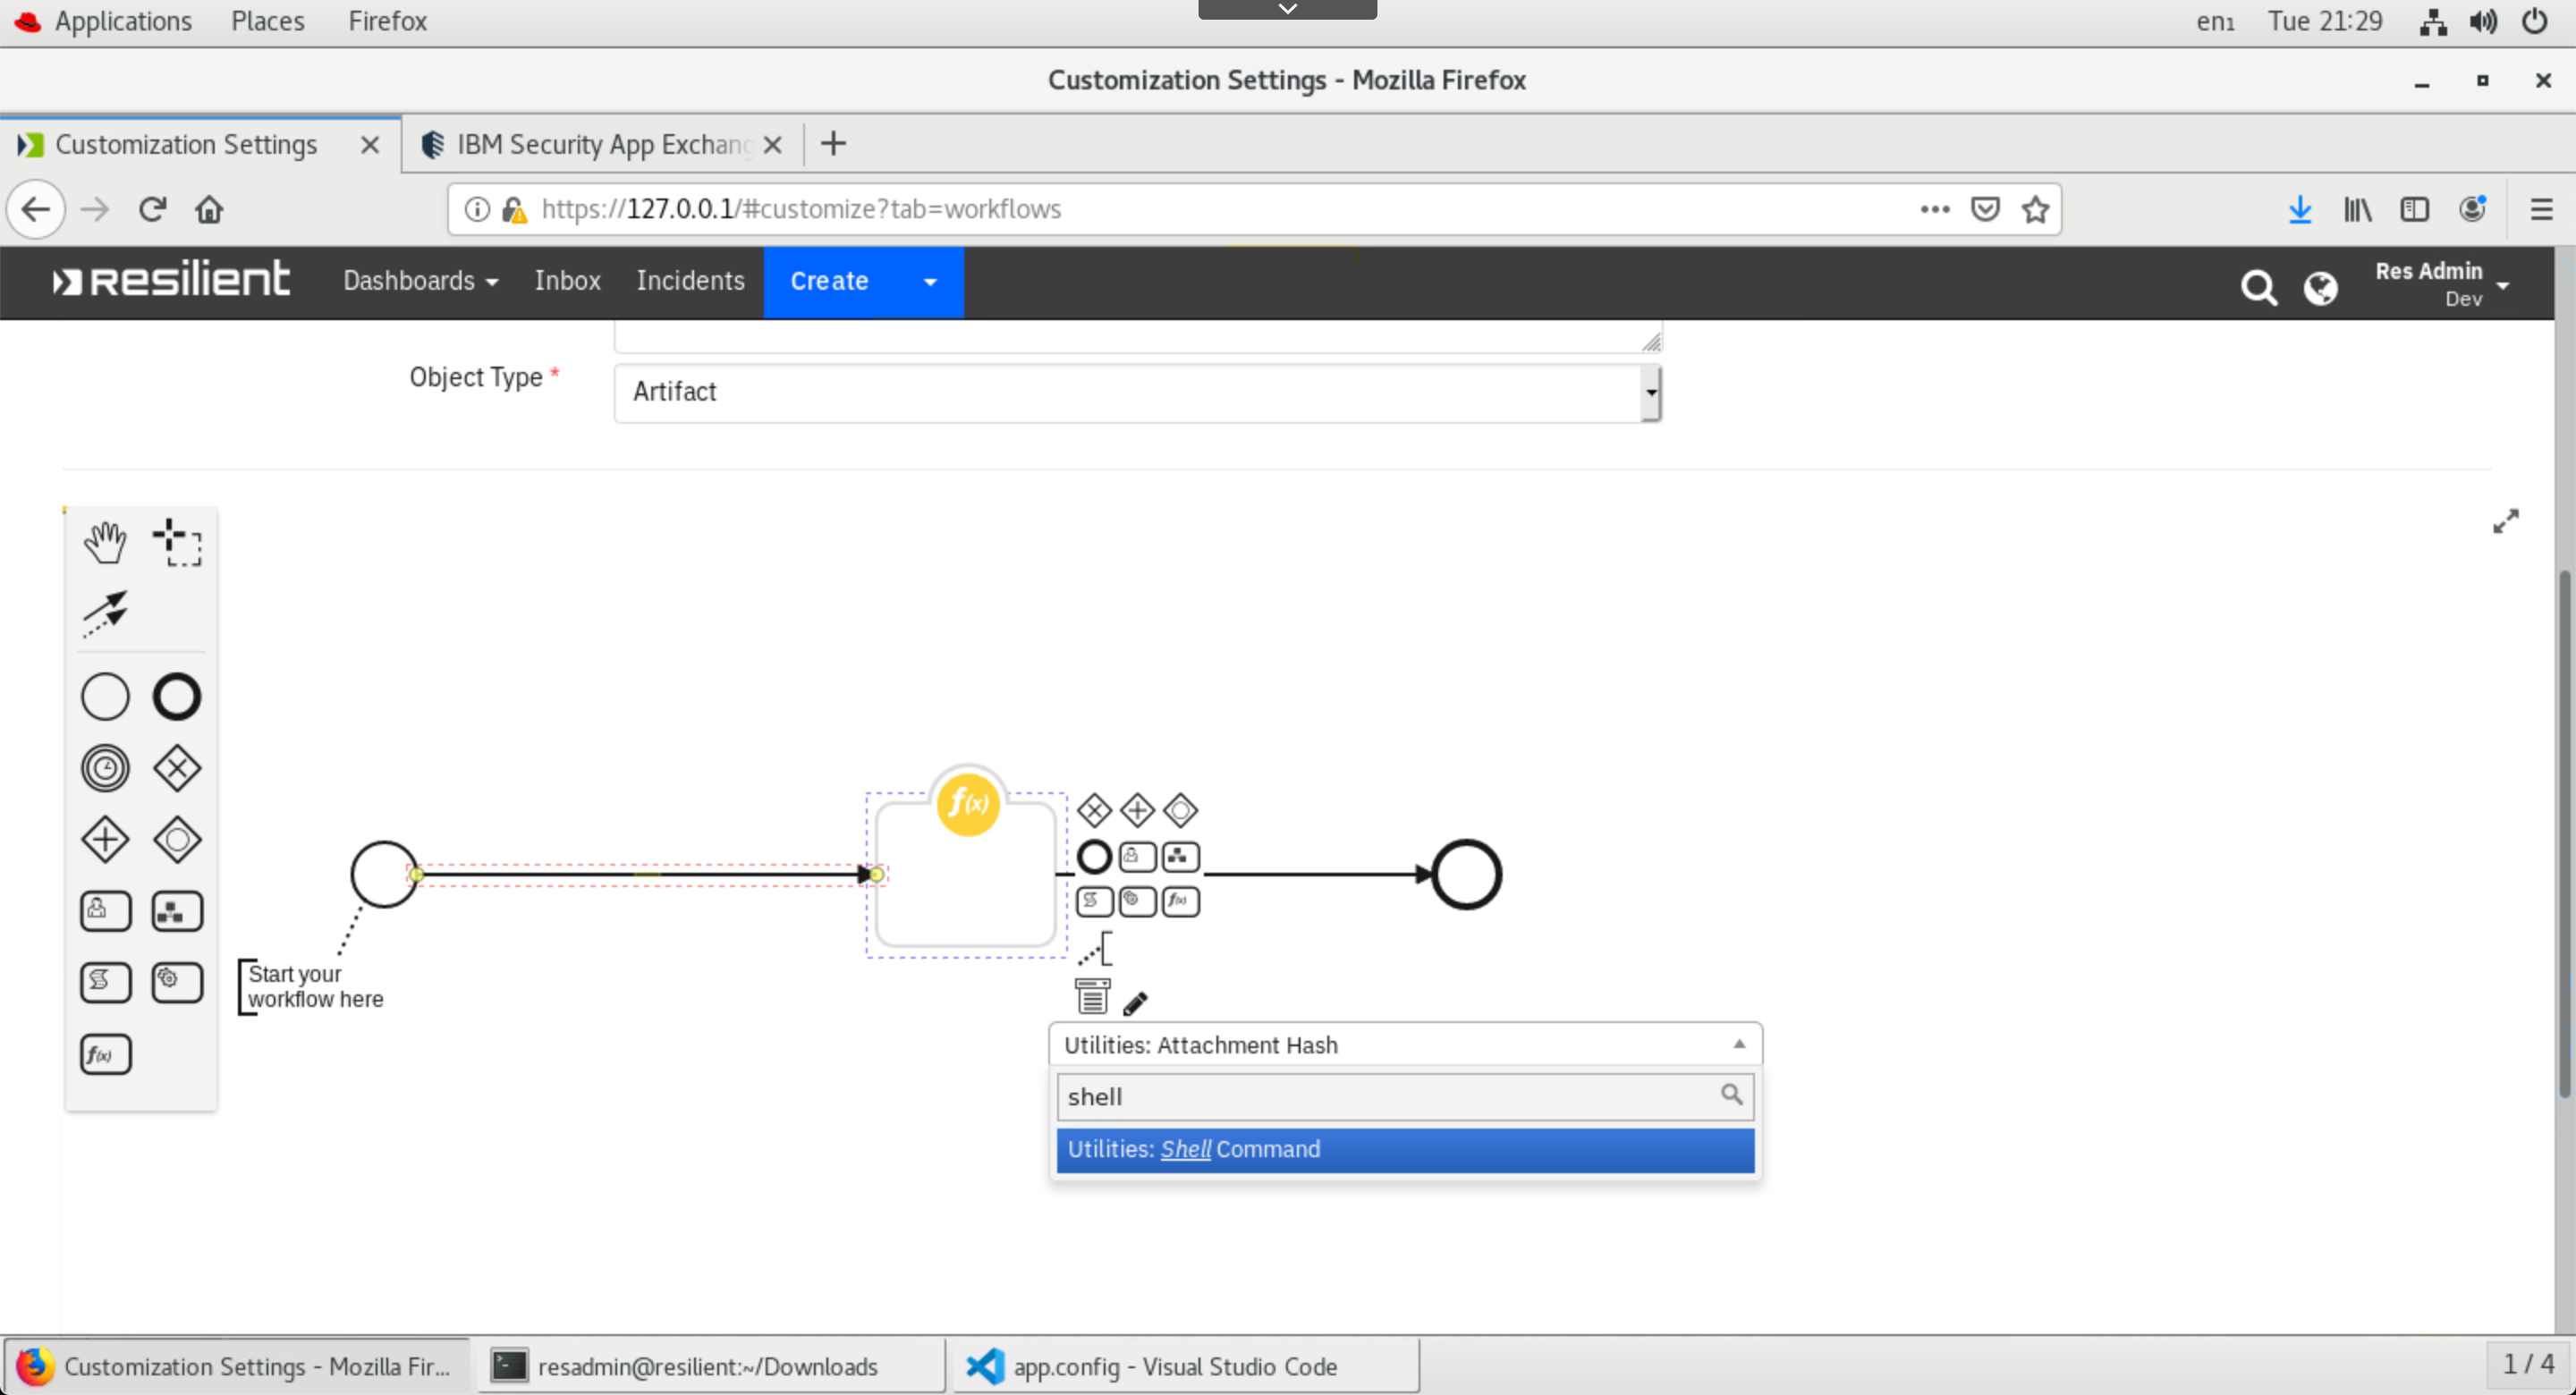 Applications Places Firefox en1 Tue 21:29
Customization Settings - Mozilla Firefox
Customization Settings IBM Security App Exchang
https://127.0.0.1/#customize?tab=workflows
resilient Dashboards Inbox Incidents Create Res Admin
Dev
Object Type *
Artifact
f(x)
Start your
workflow here
f(x)
f(x)
Utilities: Attachment Hash
shell
Utilities: Shell Command
Customization Settings - Mozilla Fir... resadmin@resilient:~/Downloads app.config - Visual Studio Code 1 / 4